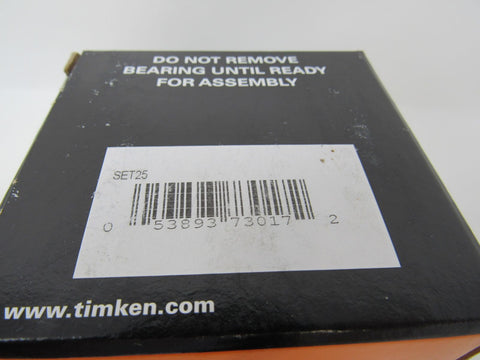 DO NOT REMOVE
BEARING UNTIL READY
FOR ASSEMBLY
SET25
0 53893 73017 2
www.timken.com